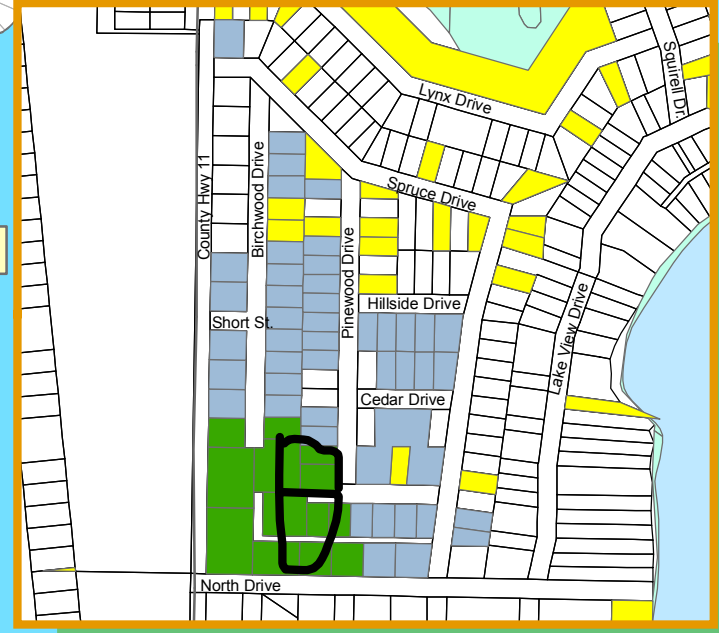 Squirell Dr.
Lynx Drive
County Hwy 11
Birchwood Drive
Spruce Drive
Pinewood Drive
Hillside Drive
Short St.
Lake View Drive
Cedar Drive
North Drive